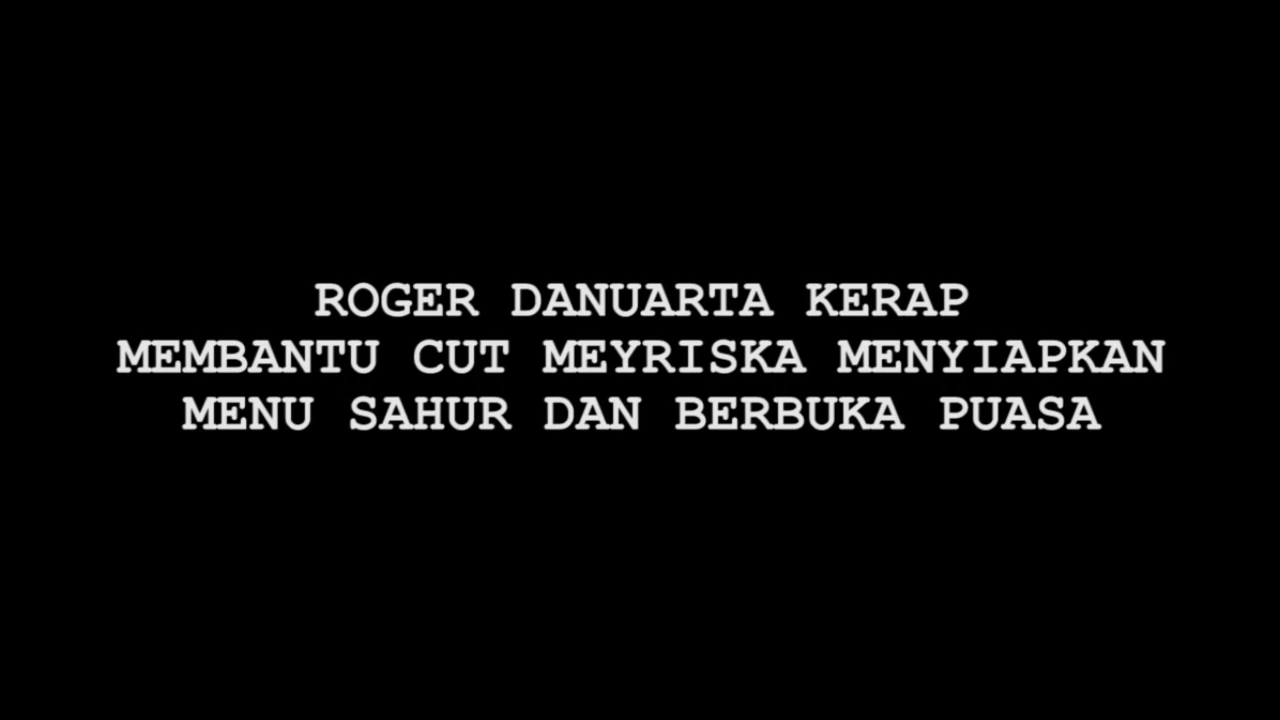 ROGER DANUARTA KERAP
MEMBANTU CUT MEYRISKA MENYIAPKAN
MENU SAHUR DAN BERBUKA PUASA